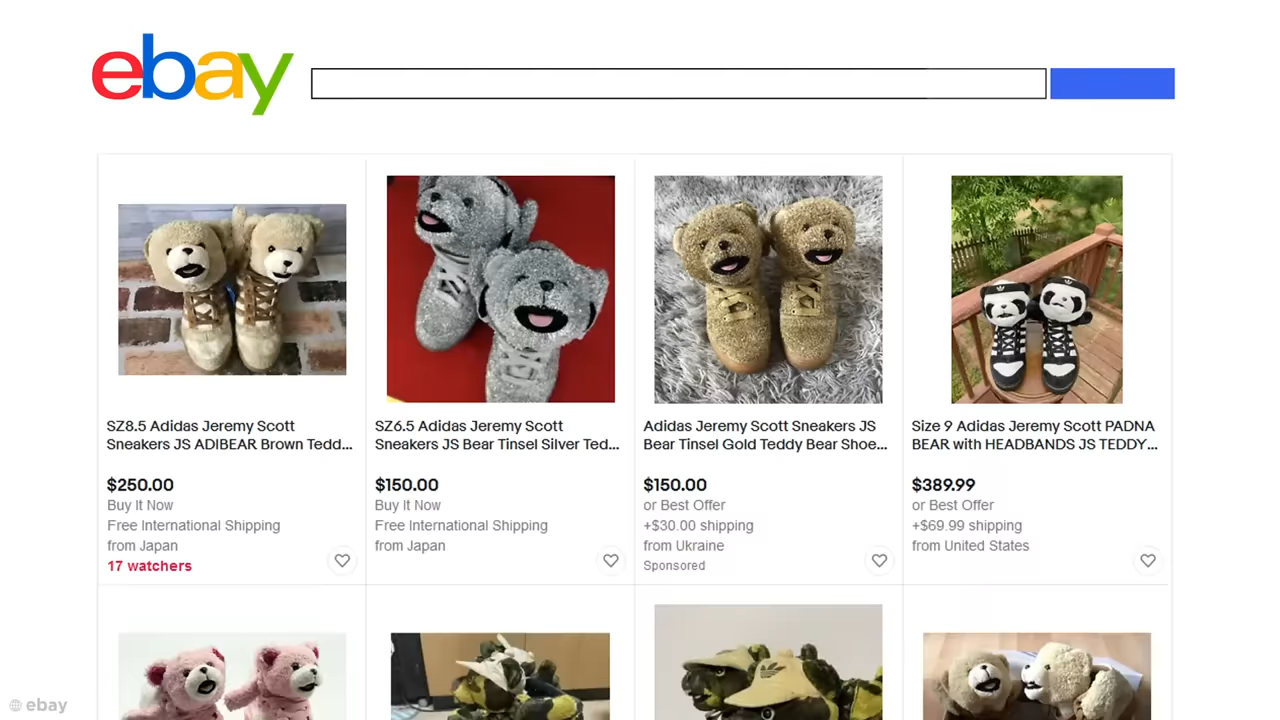 ebay
SZ8.5 Adidas Jeremy Scott
Sneakers JS ADIBEAR Brown Tedd...
$250.00
Buy It Now
Free International Shipping
from Japan
17 watchers
SZ6.5 Adidas Jeremy Scott
Sneakers JS Bear Tinsel Silver Ted...
$150.00
Buy It Now
Free International Shipping
from Japan
Adidas Jeremy Scott Sneakers JS
Bear Tinsel Gold Teddy Bear Shoe...
$150.00
or Best Offer
+$30.00 shipping
from Ukraine
Sponsored
Size 9 Adidas Jeremy Scott PADNA
BEAR with HEADBANDS JS TEDDY...
$389.99
or Best Offer
+$69.99 shipping
from United States
ebay